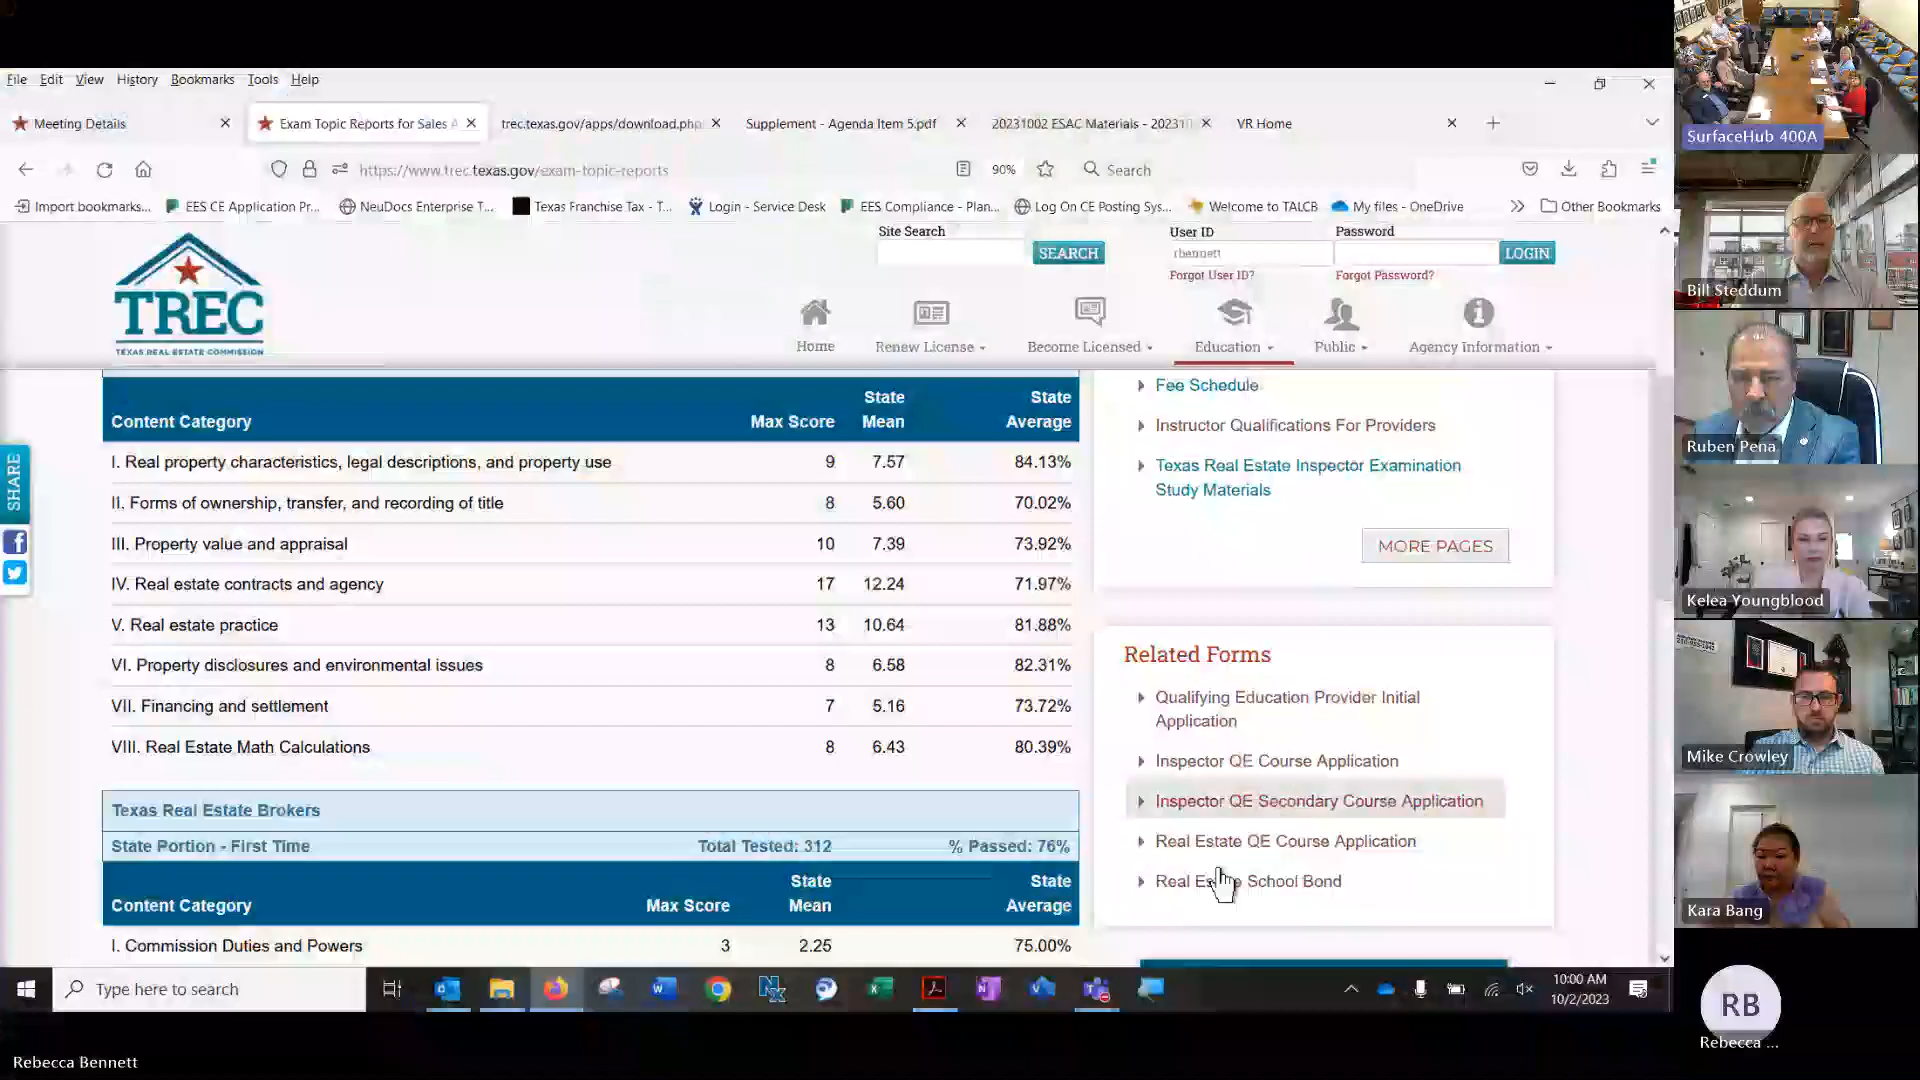 File Edit View History Bookmarks Tools Help
Meeting Details
Exam Topic Reports for Sales A
trec.texas.gov/apps/download.php
Supplement - Agenda Item 5.pdf
20231002 ESAC Materials - 202310
VR Home
https://www.trec.texas.gov/exam-topic-reports
90%
Search
Import bookmarks...
EES CE Application Pr...
NeuDocs Enterprise T...
Texas Franchise Tax - T...
Login - Service Desk
EES Compliance - Plan...
Log On CE Posting Sys...
Welcome to TALCB
My files - OneDrive
Other Bookmarks
TREC
TEXAS REAL ESTATE COMMISSION
Site Search
SEARCH
User ID
Password
rbennett
LOGIN
Forgot User ID?
Forgot Password?
Home
Renew License
Become Licensed
Education
Public
Agency Information
SHARE
Content Category Max Score State Mean State Average
I. Real property characteristics, legal descriptions, and property use 9 7.57 84.13%
II. Forms of ownership, transfer, and recording of title 8 5.60 70.02%
III. Property value and appraisal 10 7.39 73.92%
IV. Real estate contracts and agency 17 12.24 71.97%
V. Real estate practice 13 10.64 81.88%
VI. Property disclosures and environmental issues 8 6.58 82.31%
VII. Financing and settlement 7 5.16 73.72%
VIII. Real Estate Math Calculations 8 6.43 80.39%
Texas Real Estate Brokers
State Portion - First Time Total Tested: 312 % Passed: 76%
Content Category Max Score State Mean State Average
I. Commission Duties and Powers 3 2.25 75.00%
Fee Schedule
Instructor Qualifications For Providers
Texas Real Estate Inspector Examination
Study Materials
MORE PAGES
Related Forms
Qualifying Education Provider Initial
Application
Inspector QE Course Application
Inspector QE Secondary Course Application
Real Estate QE Course Application
Real Estate School Bond
Type here to search
10:00 AM
10/2/2023
Rebecca Bennett
SurfaceHub 400A
Bill Steddum
Ruben Pena
Kelea Youngblood
Mike Crowley
Kara Bang
RB
Rebecca ...